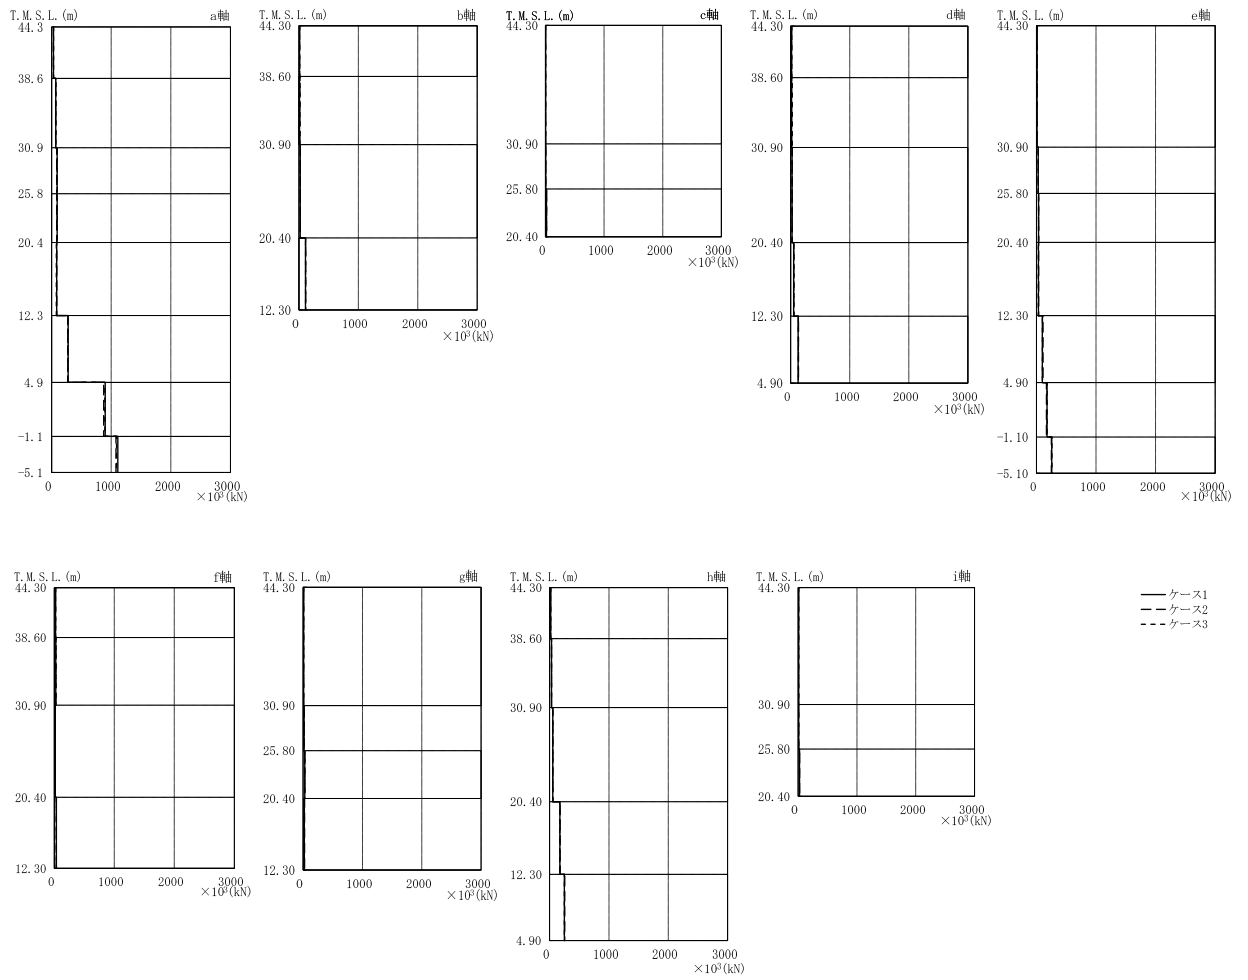 T.M.S.L.(m) a軸
44.3
38.6
30.9
25.8
20.4
12.3
4.9
-1.1
-5.1
0 1000 2000 3000
×10³(kN)
T.M.S.L.(m) b軸
44.30
38.60
30.90
20.40
12.30
0 1000 2000 3000
×10³(kN)
T.M.S.L.(m) c軸
44.30
30.90
25.80
20.40
0 1000 2000 3000
×10³(kN)
T.M.S.L.(m) d軸
44.30
38.60
30.90
20.40
12.30
4.90
0 1000 2000 3000
×10³(kN)
T.M.S.L.(m) e軸
44.30
30.90
25.80
20.40
12.30
4.90
-1.10
-5.10
0 1000 2000 3000
×10³(kN)
T.M.S.L.(m) f軸
44.30
38.60
30.90
20.40
12.30
0 1000 2000 3000
×10³(kN)
T.M.S.L.(m) g軸
44.30
30.90
25.80
20.40
12.30
0 1000 2000 3000
×10³(kN)
T.M.S.L.(m) h軸
44.30
38.60
30.90
20.40
12.30
4.90
0 1000 2000 3000
×10³(kN)
T.M.S.L.(m) i軸
44.30
30.90
25.80
20.40
0 1000 2000 3000
×10³(kN)
ケース1
ケース2
ケース3